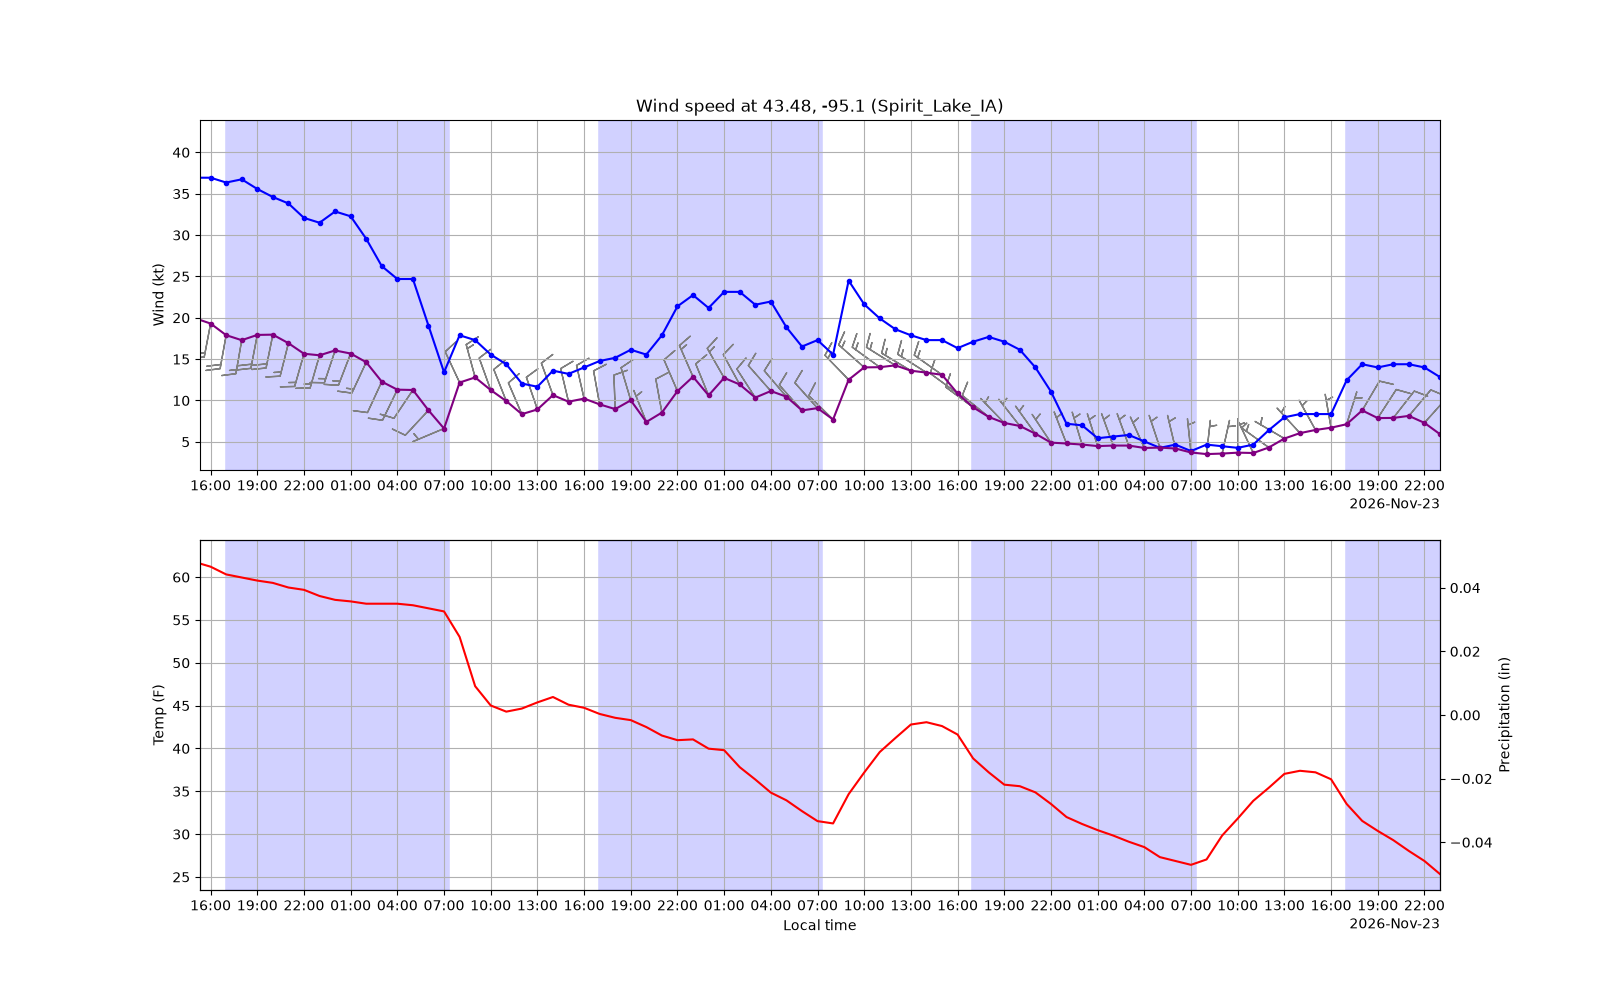 Wind speed at 43.48, -95.1 (Spirit_Lake_IA)
40
35
30
25
20
15
10
5
Wind (kt)
16:00 19:00 22:00 01:00 04:00 07:00 10:00 13:00 16:00 19:00 22:00 01:00 04:00 07:00 10:00 13:00 16:00 19:00 22:00 01:00 04:00 07:00 10:00 13:00 16:00 19:00 22:00
2026-Nov-23
60
55
50
45
40
35
30
25
Temp (F)
0.04
0.02
0.00
−0.02
−0.04
Precipitation (in)
16:00 19:00 22:00 01:00 04:00 07:00 10:00 13:00 16:00 19:00 22:00 01:00 04:00 07:00 10:00 13:00 16:00 19:00 22:00 01:00 04:00 07:00 10:00 13:00 16:00 19:00 22:00
Local time
2026-Nov-23